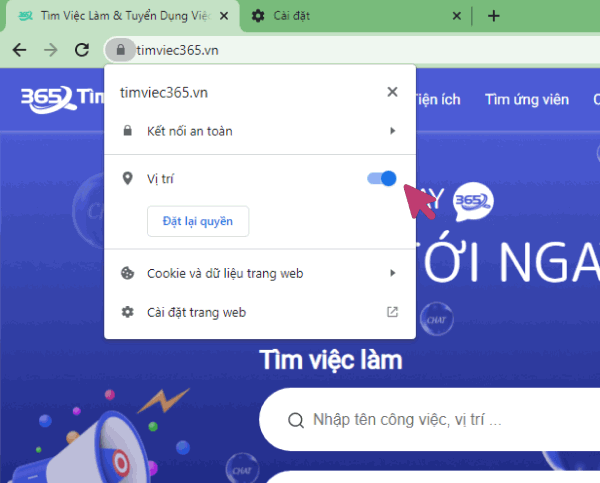 Tìm Việc Làm & Tuyển Dụng Việ
Cài đặt
timviec365.vn
365 Tìm
timviec365.vn
Kết nối an toàn
Vị trí
Đặt lại quyền
Cookie và dữ liệu trang web
Cài đặt trang web
Tiện ích
Tìm ứng viên
AY
365
TỚI NGA
CHAT
Tìm việc làm
Nhập tên công việc, vị trí ...
CHAT